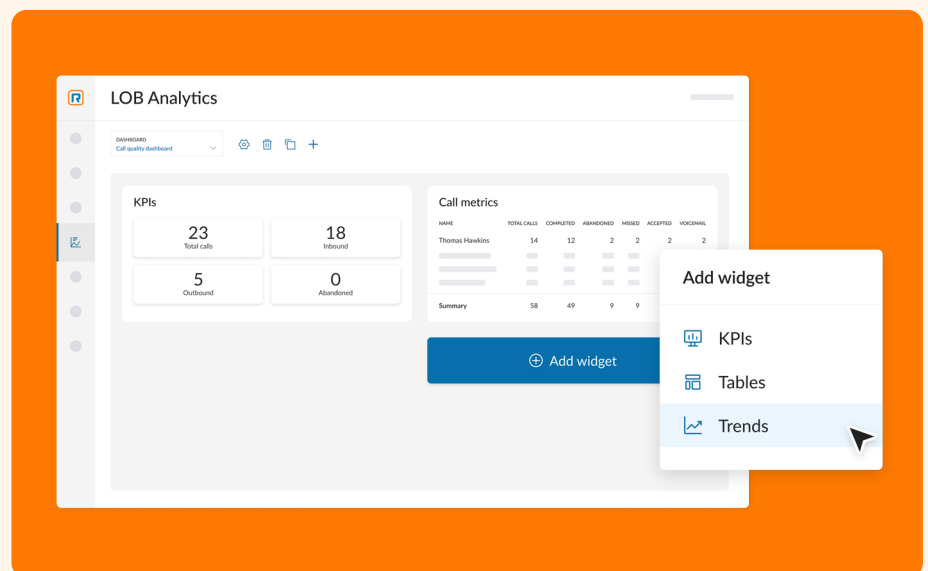 LOB Analytics
DASHBOARD
Call quality dashboard
KPIs
23
Total calls
18
Inbound
5
Outbound
0
Abandoned
Call metrics
NAME TOTAL CALLS COMPLETED ABANDONED MISSED ACCEPTED VOICEMAIL
Thomas Hawkins 14 12 2 2 2 2
Summary 58 49 9 9
Add widget
Add widget
KPIs
Tables
Trends